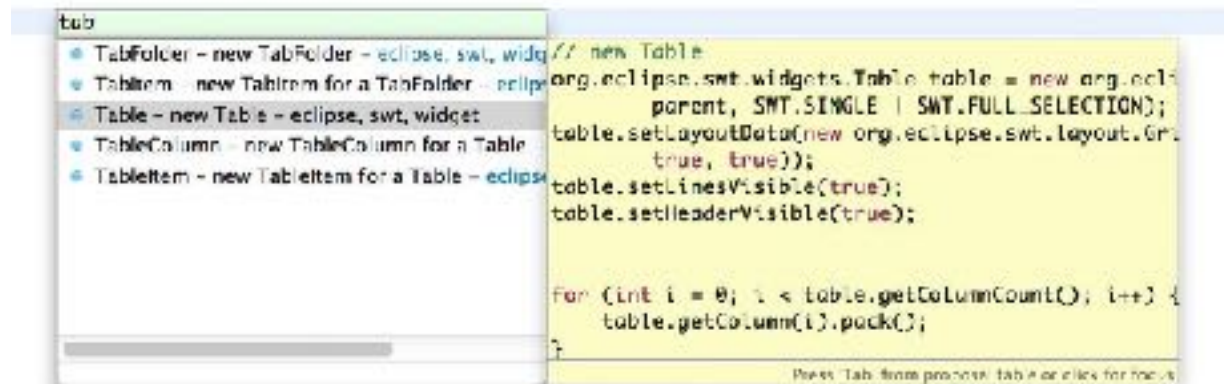 tab
TabFolder – new TabFolder – eclipse, swt, widg
TabItem – new TabItem for a TabFolder – eclips
Table – new Table – eclipse, swt, widget
TableColumn – new TableColumn for a Table
TableItem – new TableItem for a Table – eclipse
// new Table
org.eclipse.swt.widgets.Table table = new org.ecli
parent, SWT.SINGLE | SWT.FULL_SELECTION);
table.setLayoutData(new org.eclipse.swt.layout.Gri
true, true));
table.setLinesVisible(true);
table.setHeaderVisible(true);
for (int i = 0; i < table.getColumnCount(); i++) {
table.getColumn(i).pack();
}
Press 'Tab' from proposal table or click for focus